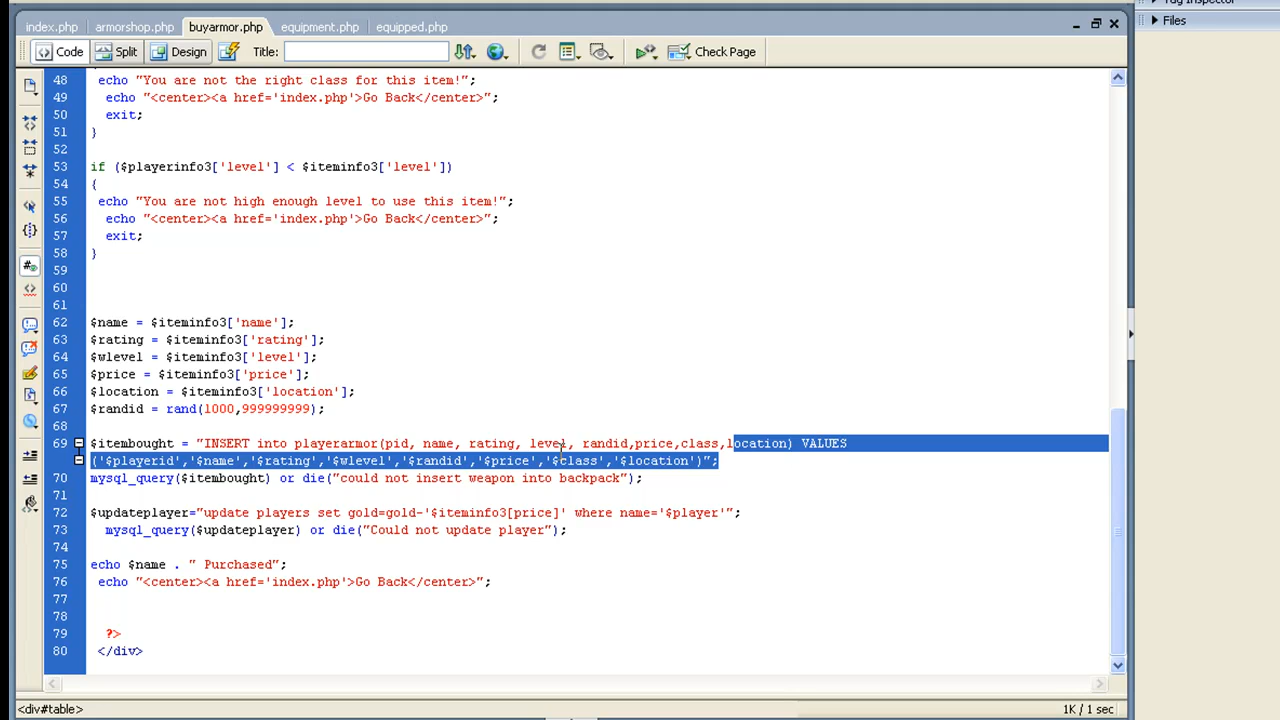 Tag Inspector
Files
index.php armorshop.php buyarmor.php equipment.php equipped.php
Code Split Design Title: Check Page
48 echo "You are not the right class for this item!";
49 echo "<center><a href='index.php'>Go Back</center>";
50 exit;
51 }
52
53 if ($playerinfo3['level'] < $iteminfo3['level'])
54 {
55 echo "You are not high enough level to use this item!";
56 echo "<center><a href='index.php'>Go Back</center>";
57 exit;
58 }
59
60
61
62 $name = $iteminfo3['name'];
63 $rating = $iteminfo3['rating'];
64 $wlevel = $iteminfo3['level'];
65 $price = $iteminfo3['price'];
66 $location = $iteminfo3['location'];
67 $randid = rand(1000,999999999);
68
69 $itembought = "INSERT into playerarmor(pid, name, rating, level, randid,price,class,location) VALUES
('$playerid','$name','$rating','$wlevel','$randid','$price','$class','$location')";
70 mysql_query($itembought) or die("could not insert weapon into backpack");
71
72 $updateplayer="update players set gold=gold-'$iteminfo3[price]' where name='$player'";
73 mysql_query($updateplayer) or die("Could not update player");
74
75 echo $name . " Purchased";
76 echo "<center><a href='index.php'>Go Back</center>";
77
78
79 ?>
80 </div>
<div#table> 1K / 1 sec